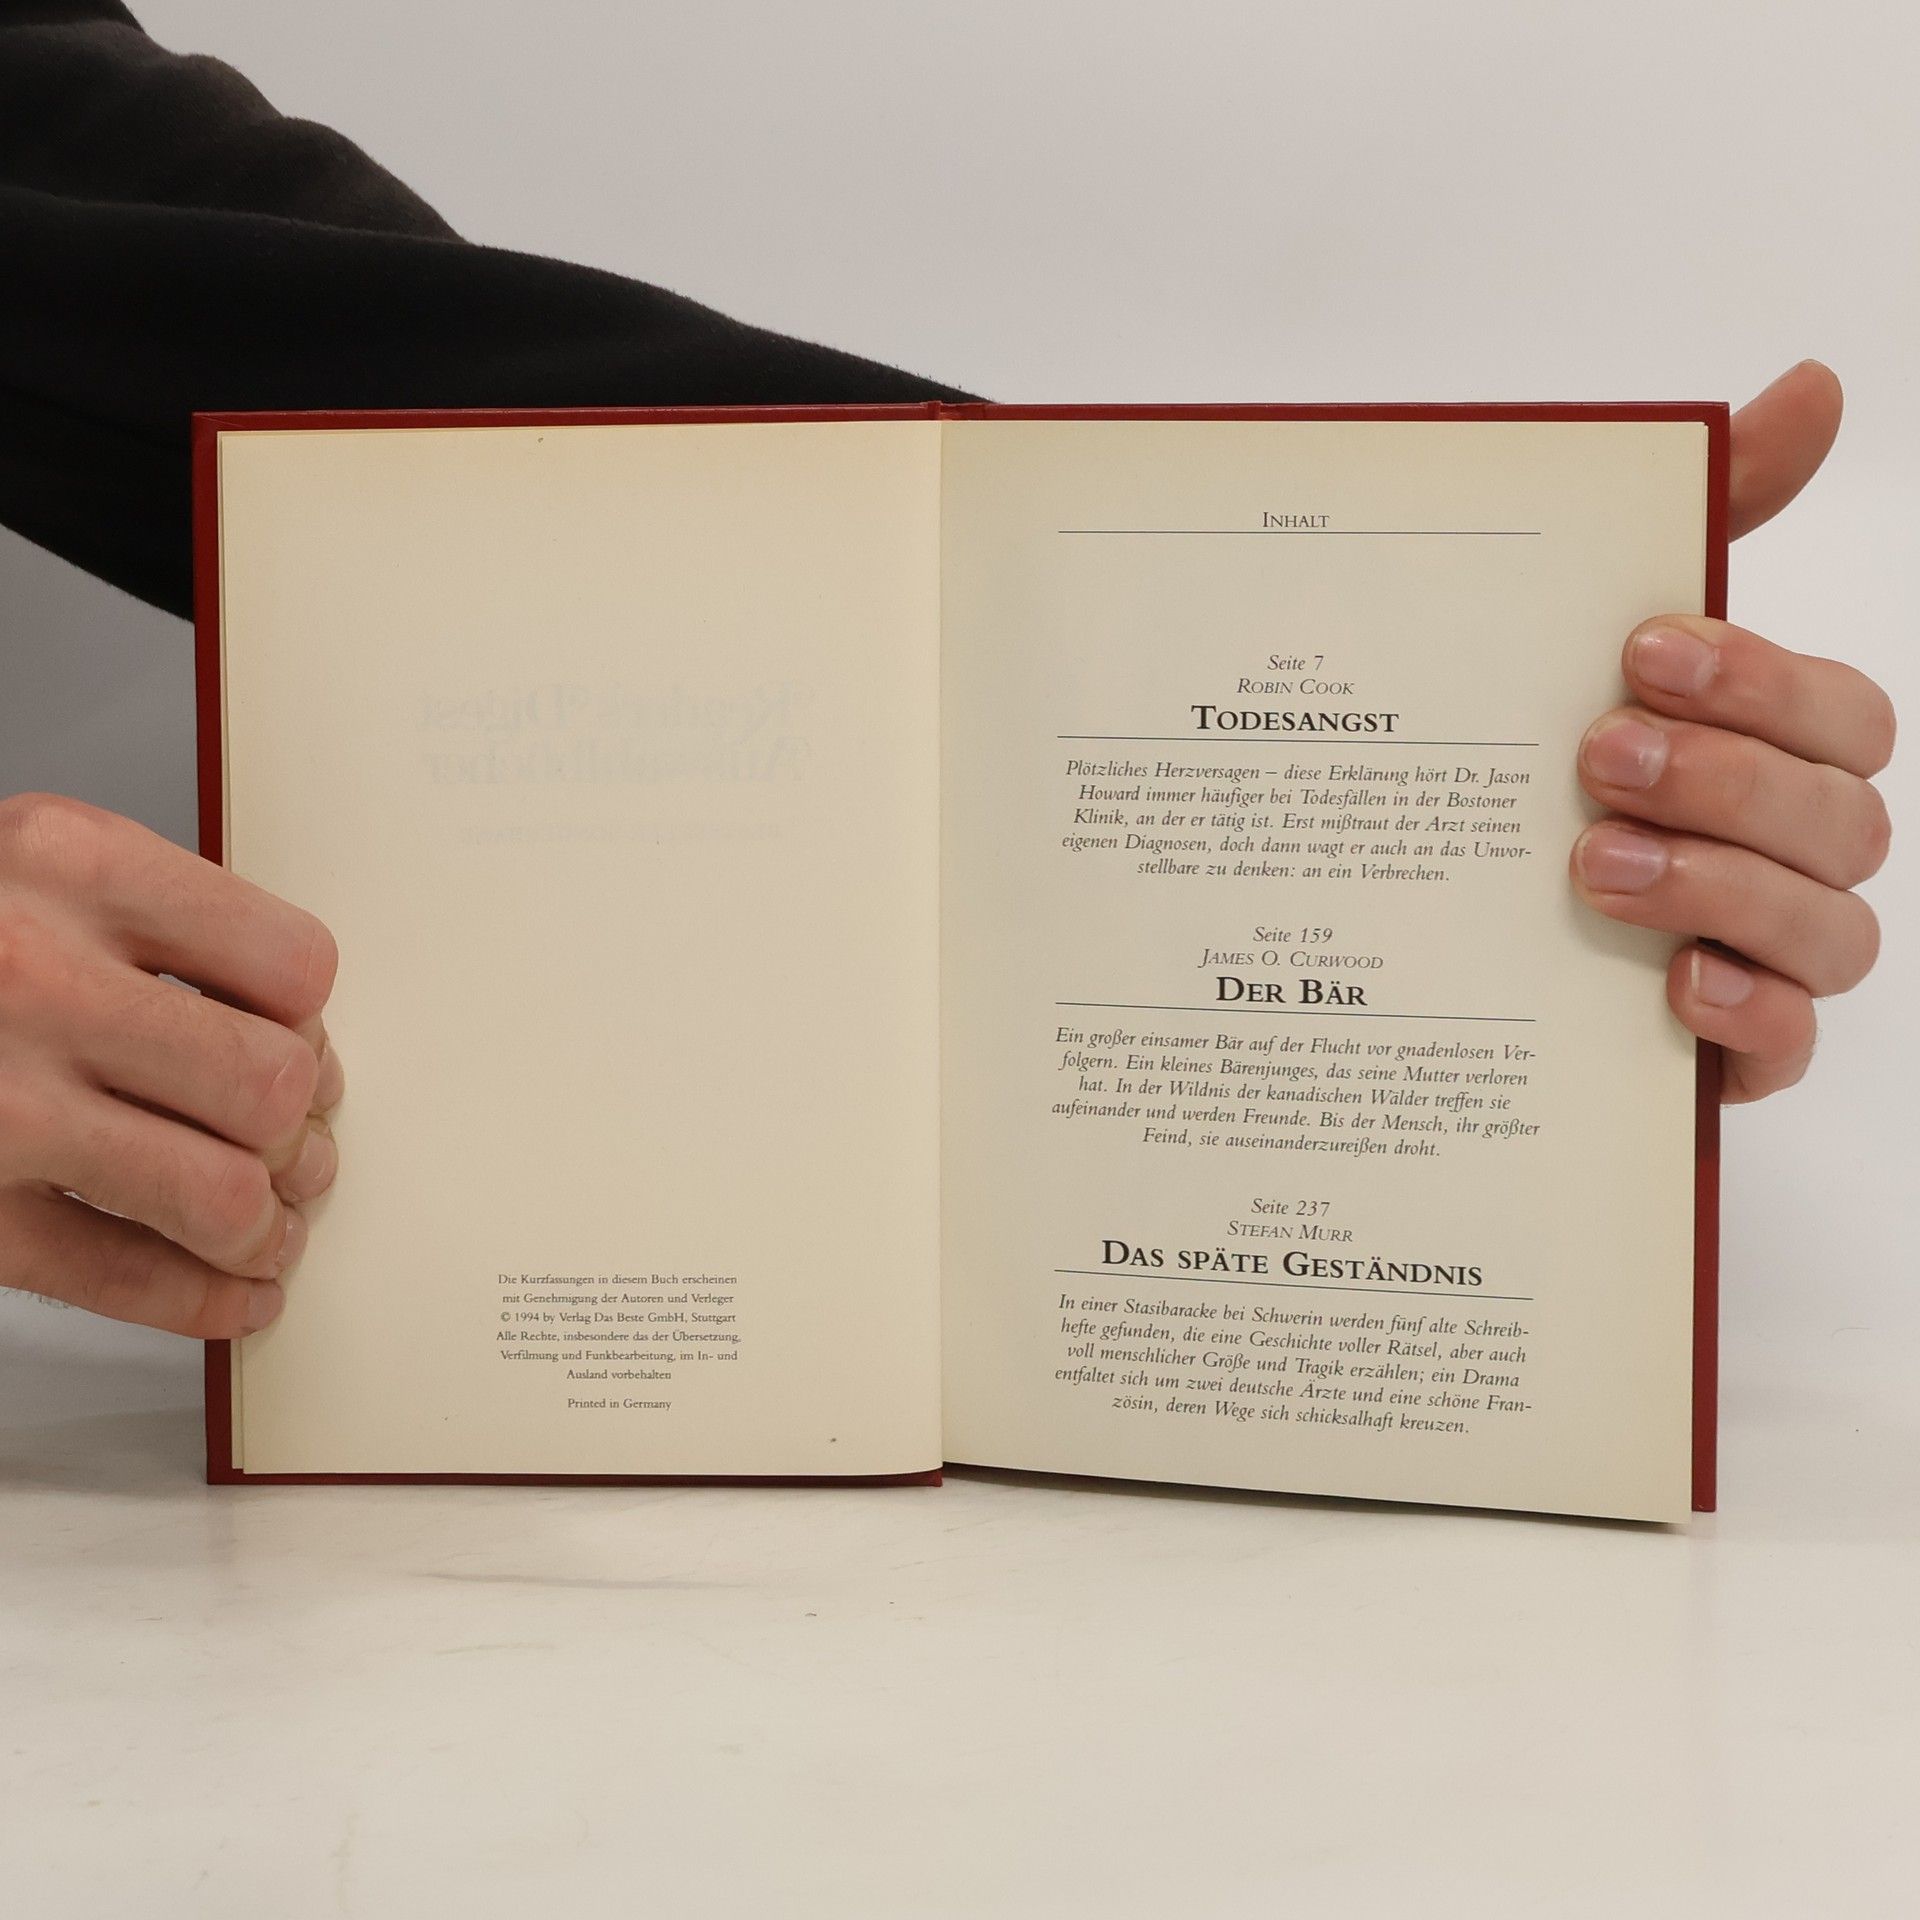 Die Kurzfassungen in diesem Buch erscheinen
mit Genehmigung der Autoren und Verleger
© 1994 by Verlag Das Beste GmbH, Stuttgart
Alle Rechte, insbesondere das der Übersetzung,
Verfilmung und Funkbearbeitung, im In- und
Ausland vorbehalten
Printed in Germany
INHALT
Seite 7
ROBIN COOK
TODESANGST
Plötzliches Herzversagen – diese Erklärung hört Dr. Jason
Howard immer häufiger bei Todesfällen in der Bostoner
Klinik, an der er tätig ist. Erst mißtraut der Arzt seinen
eigenen Diagnosen, doch dann wagt er auch an das Unvor-
stellbare zu denken: an ein Verbrechen.
Seite 159
JAMES O. CURWOOD
DER BÄR
Ein großer einsamer Bär auf der Flucht vor gnadenlosen Ver-
folgern. Ein kleines Bärenjunges, das seine Mutter verloren
hat. In der Wildnis der kanadischen Wälder treffen sie
aufeinander und werden Freunde. Bis der Mensch, ihr größter
Feind, sie auseinanderzureißen droht.
Seite 237
STEFAN MURR
DAS SPÄTE GESTÄNDNIS
In einer Stasibaracke bei Schwerin werden fünf alte Schreib-
hefte gefunden, die eine Geschichte voller Rätsel, aber auch
voll menschlicher Größe und Tragik erzählen; ein Drama
entfaltet sich um zwei deutsche Ärzte und eine schöne Fran-
zösin, deren Wege sich schicksalhaft kreuzen.